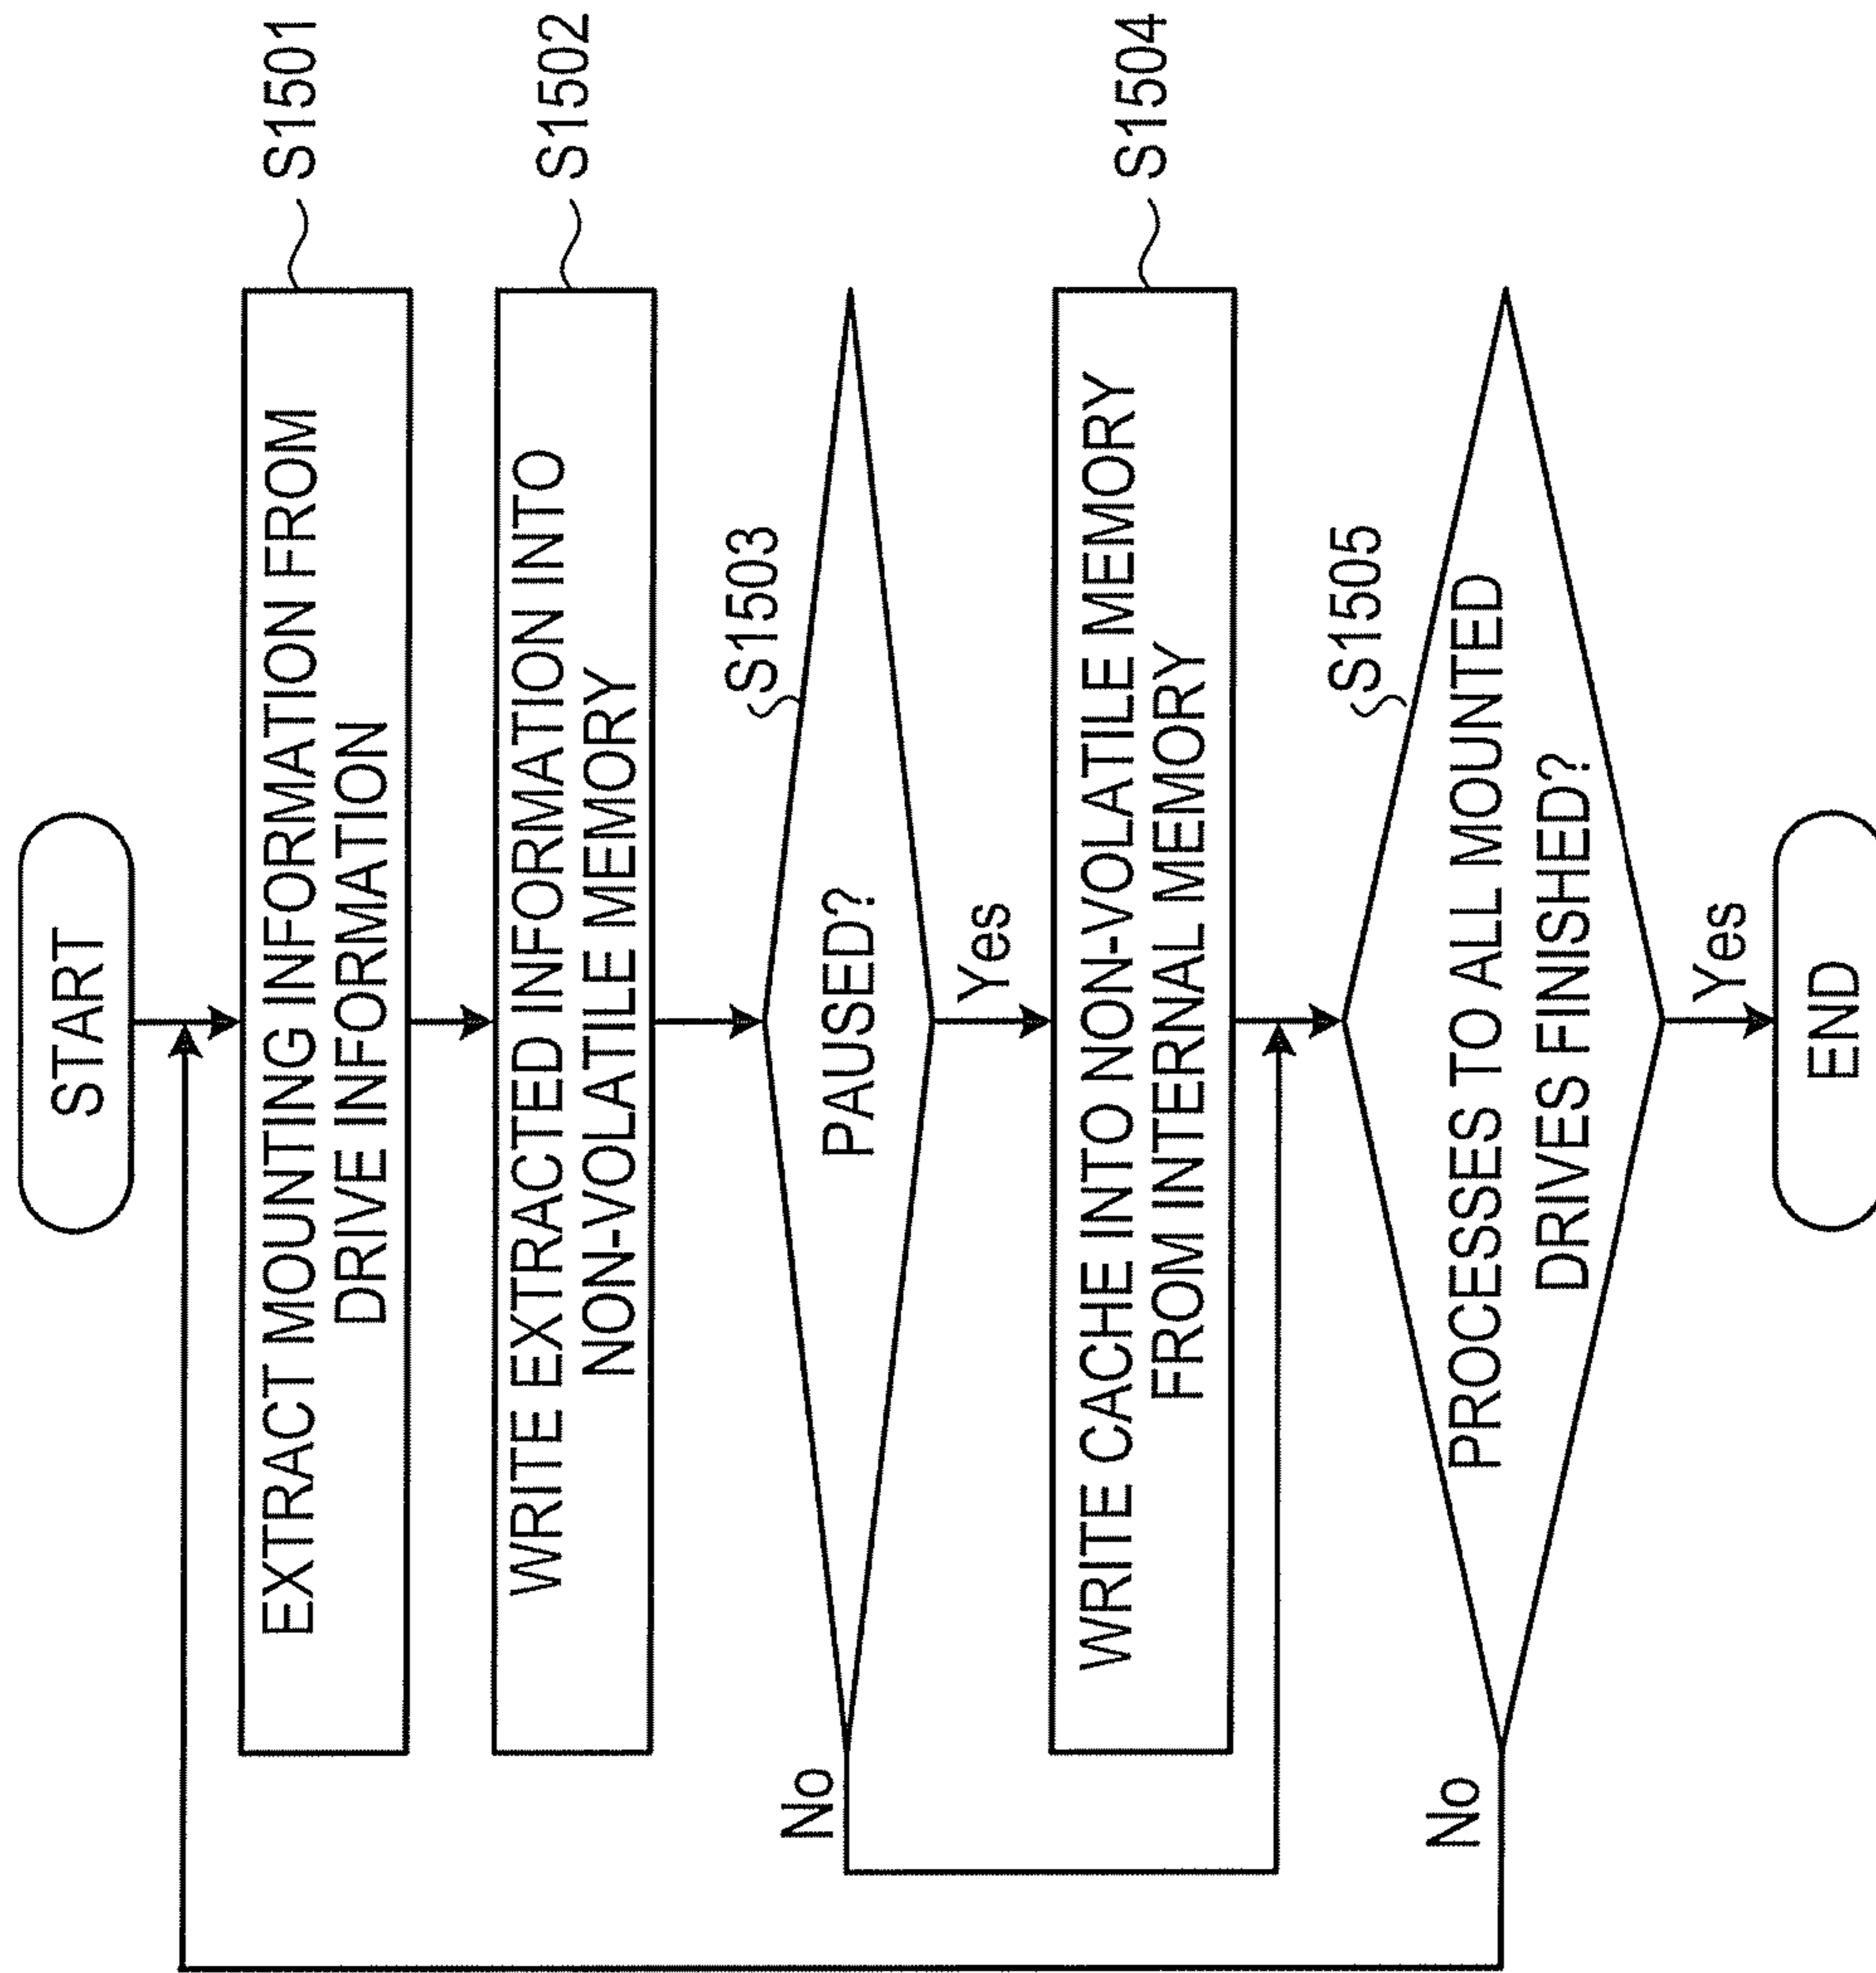 START
EXTRACT MOUNTING INFORMATION FROM
DRIVE INFORMATION
S1501
WRITE EXTRACTED INFORMATION INTO
NON-VOLATILE MEMORY
S1502
S1503
PAUSED?
No
Yes
WRITE CACHE INTO NON-VOLATILE MEMORY
FROM INTERNAL MEMORY
S1504
S1505
PROCESSES TO ALL MOUNTED
DRIVES FINISHED?
No
Yes
END